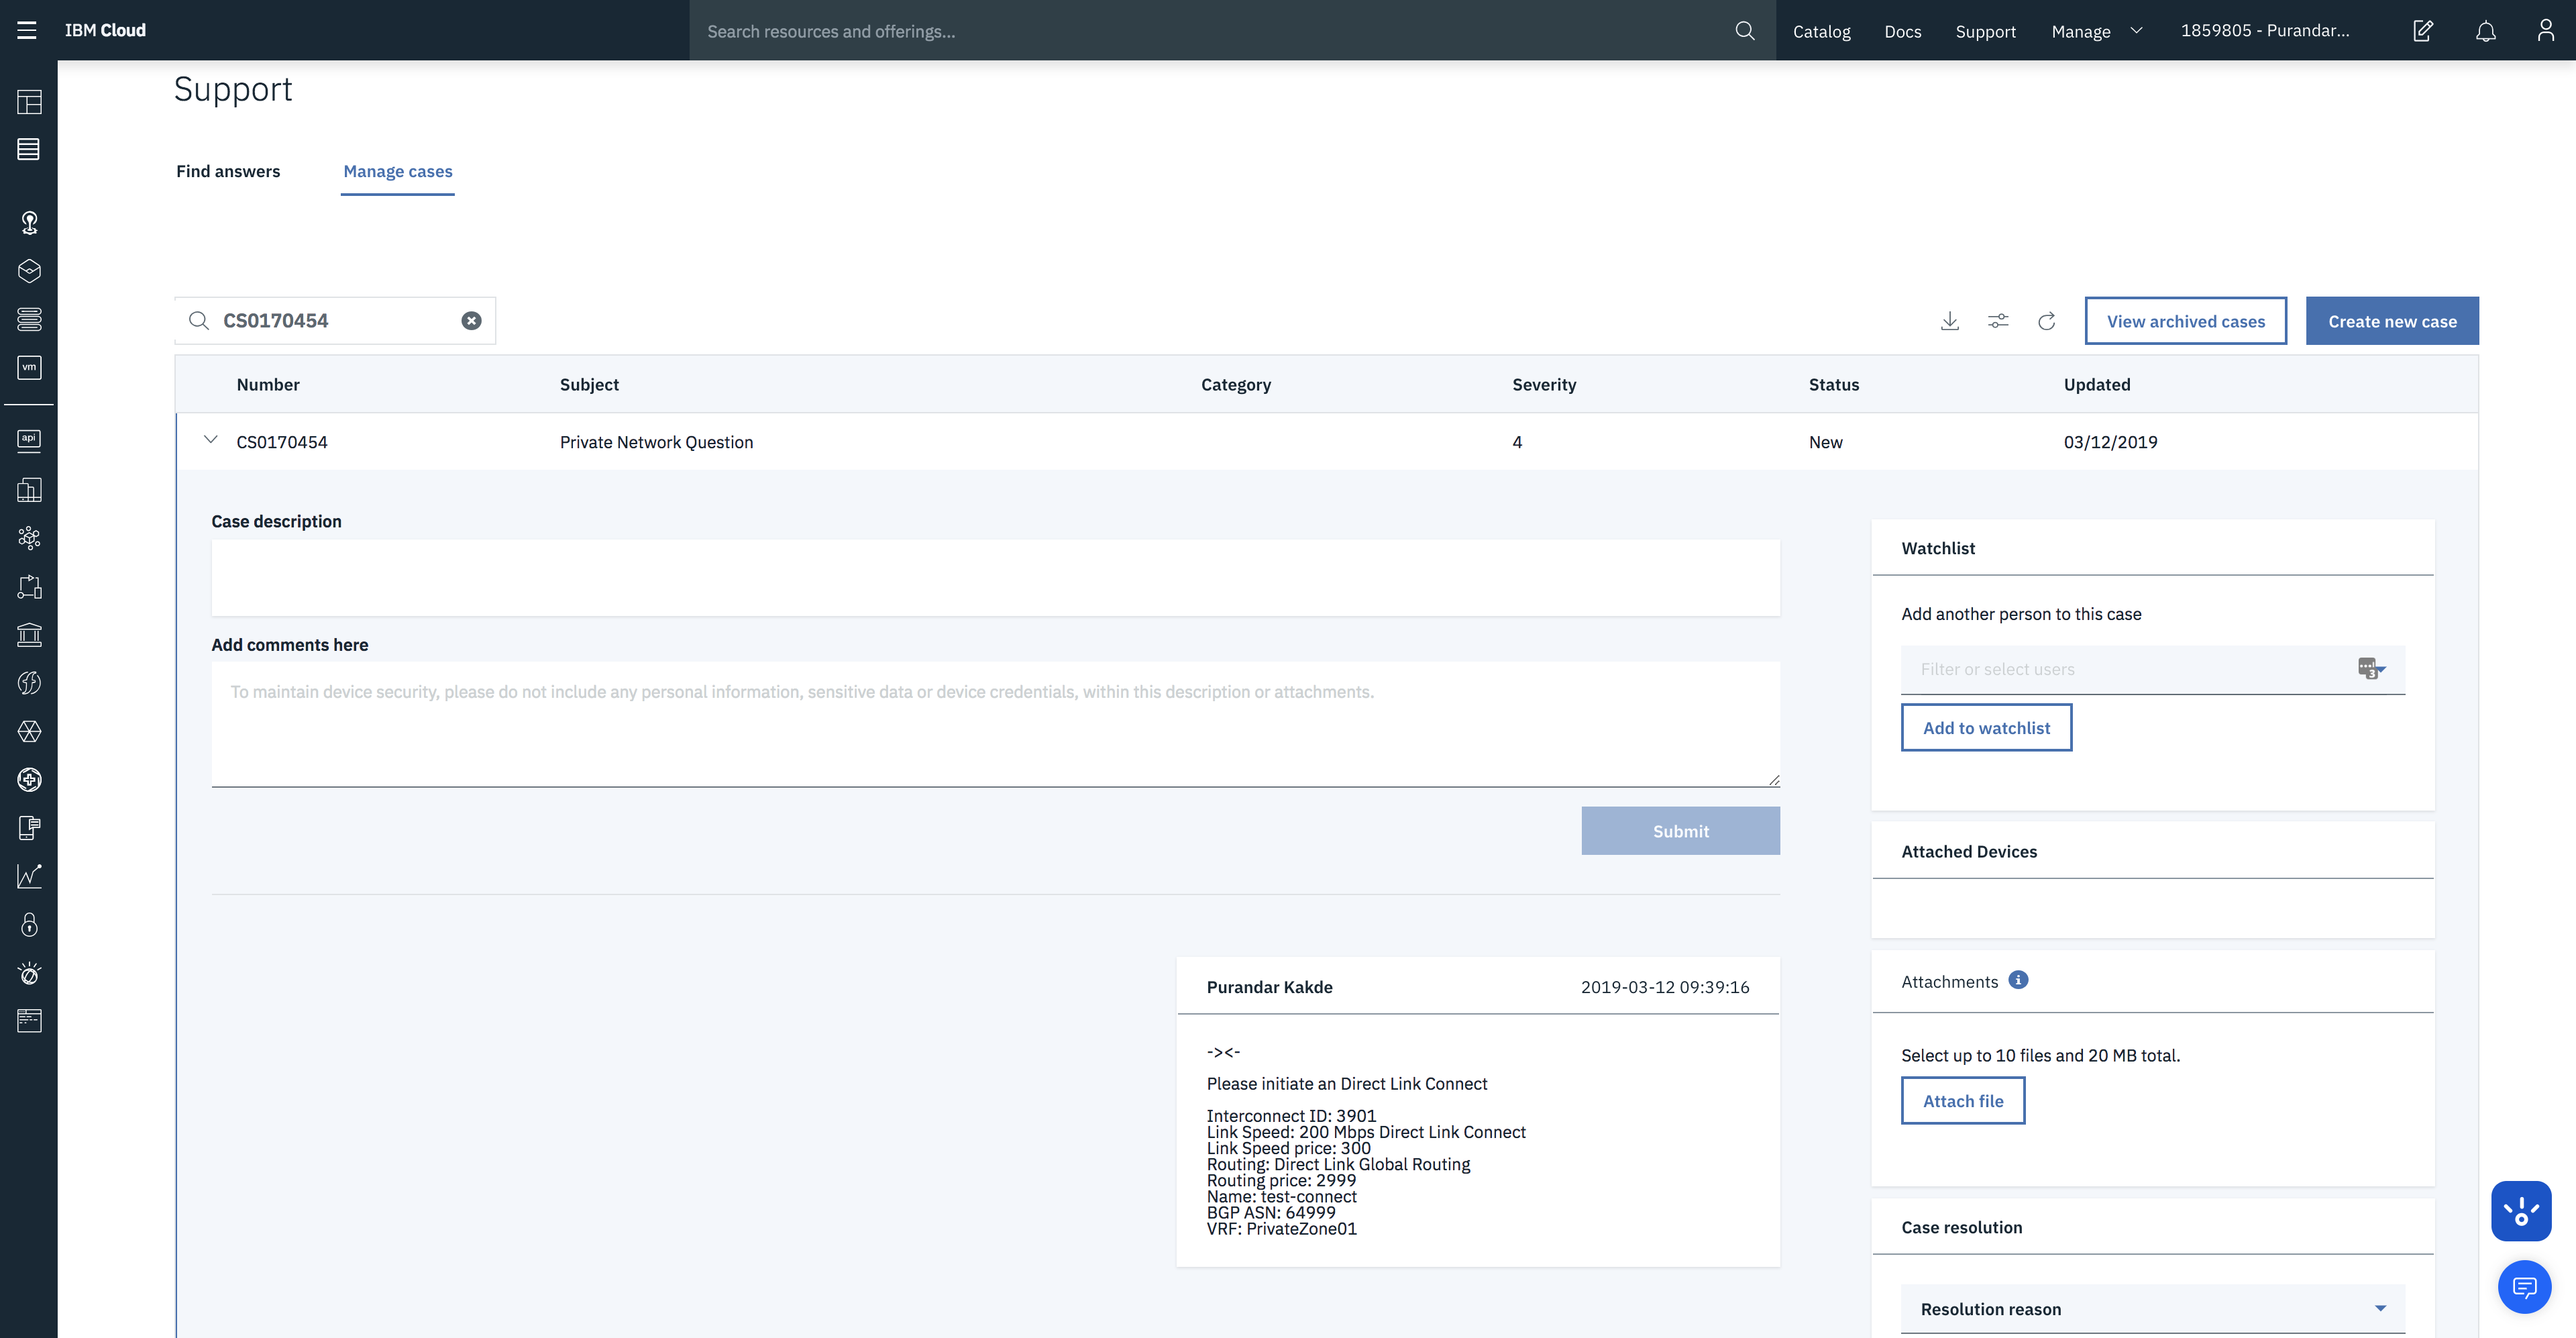 IBM Cloud
Search resources and offerings...
Catalog
Docs
Support
Manage
1859805 - Purandar...
Support
Find answers
Manage cases
CS0170454
View archived cases
Create new case
Number
Subject
Category
Severity
Status
Updated
CS0170454
Private Network Question
4
New
03/12/2019
Case description
Add comments here
To maintain device security, please do not include any personal information, sensitive data or device credentials, within this description or attachments.
Submit
Purandar Kakde
2019-03-12 09:39:16
-><-
Please initiate an Direct Link Connect
Interconnect ID: 3901
Link Speed: 200 Mbps Direct Link Connect
Link Speed price: 300
Routing: Direct Link Global Routing
Routing price: 2999
Name: test-connect
BGP ASN: 64999
VRF: PrivateZone01
Watchlist
Add another person to this case
Filter or select users
3
Add to watchlist
Attached Devices
Attachments
Select up to 10 files and 20 MB total.
Attach file
Case resolution
Resolution reason
vm
api